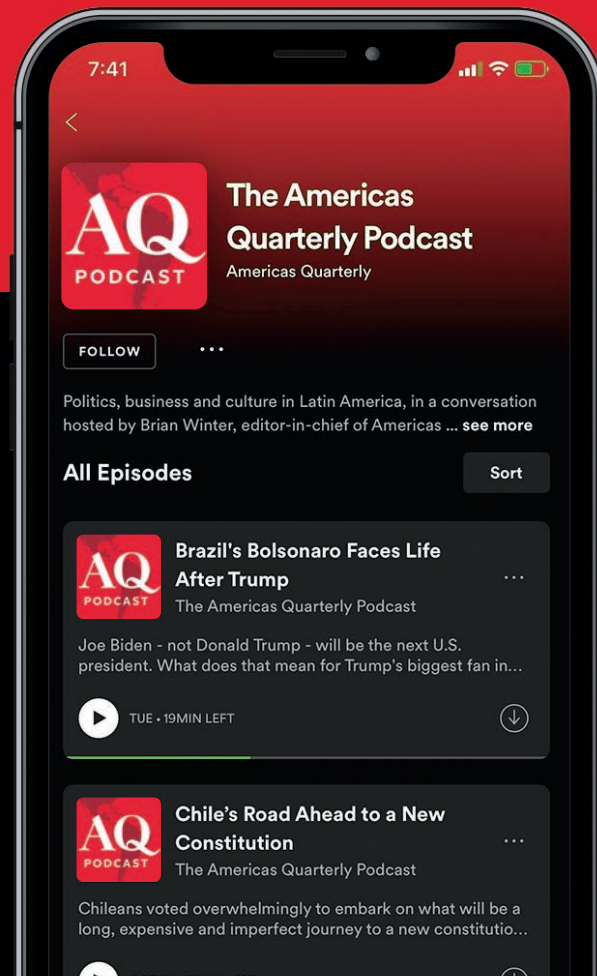 7:41
AQ
PODCAST
The Americas
Quarterly Podcast
Americas Quarterly
FOLLOW
Politics, business and culture in Latin America, in a conversation
hosted by Brian Winter, editor-in-chief of Americas ... see more
All Episodes
Sort
AQ
PODCAST
Brazil's Bolsonaro Faces Life
After Trump
The Americas Quarterly Podcast
Joe Biden - not Donald Trump - will be the next U.S.
president. What does that mean for Trump's biggest fan in...
TUE • 19MIN LEFT
AQ
PODCAST
Chile’s Road Ahead to a New
Constitution
The Americas Quarterly Podcast
Chileans voted overwhelmingly to embark on what will be a
long, expensive and imperfect journey to a new constitutio...